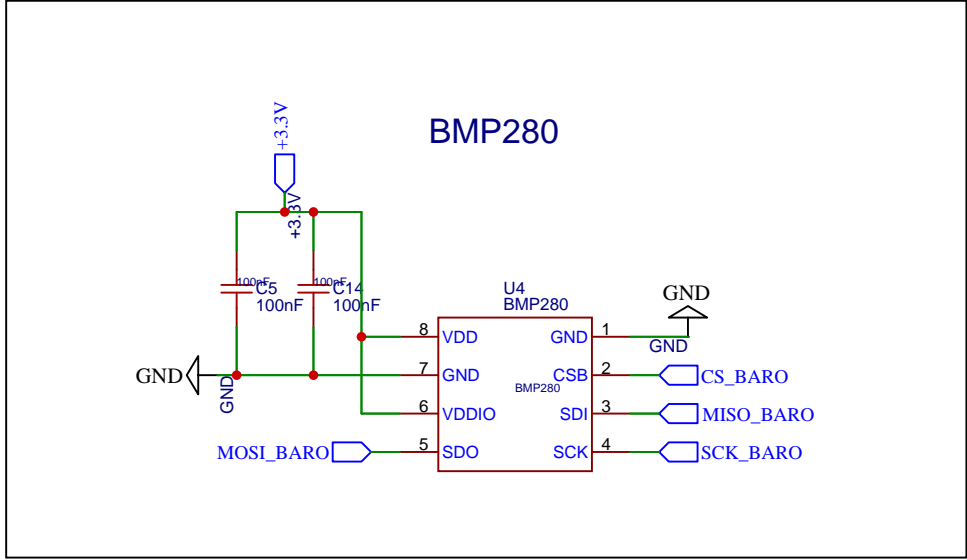 BMP280
+3.3V
+3.3V
100nF
C5
100nF
100nF
C14
100nF
U4
BMP280
GND
GND
8
VDD
GND
1
GND
GND
7
GND
CSB
2
CS_BARO
BMP280
6
VDDIO
SDI
3
MISO_BARO
MOSI_BARO
5
SDO
SCK
4
SCK_BARO